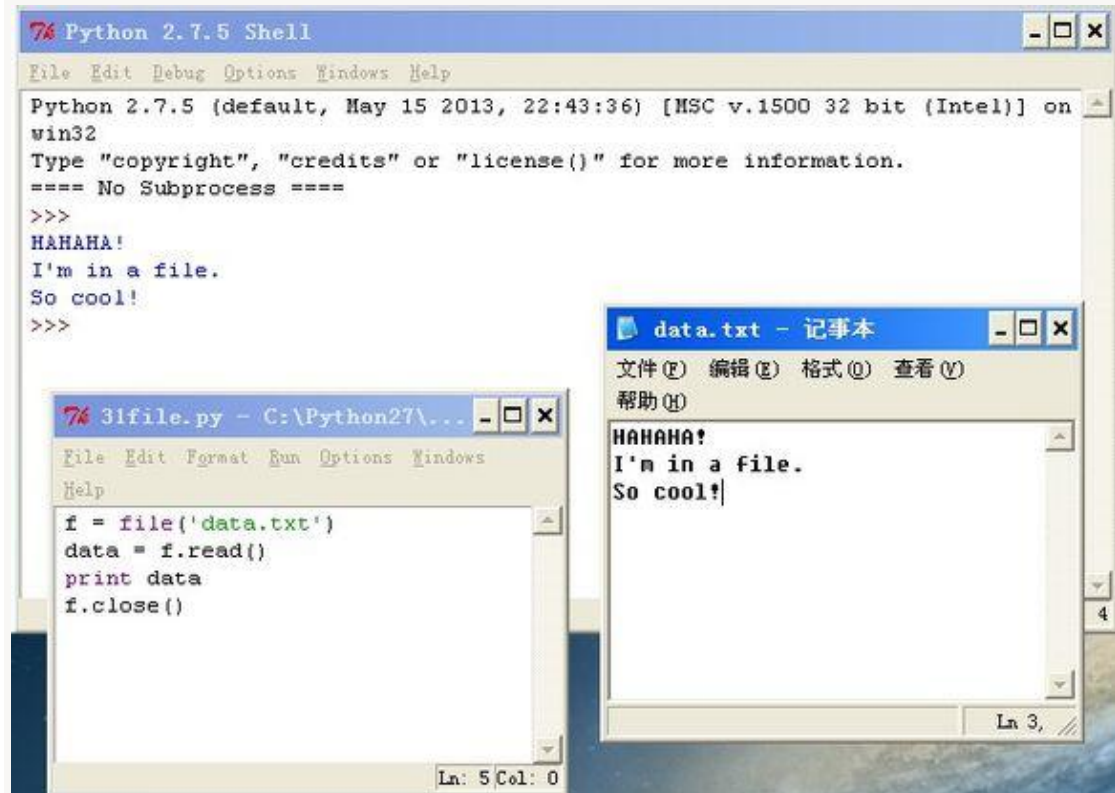 Python 2.7.5 Shell
File Edit Debug Options Windows Help
Python 2.7.5 (default, May 15 2013, 22:43:36) [MSC v.1500 32 bit (Intel)] on
win32
Type "copyright", "credits" or "license()" for more information.
==== No Subprocess ====
>>>
HAHAHA!
I'm in a file.
So cool!
>>>
4
31file.py - C:\Python27\...
File Edit Format Run Options Windows
Help
f = file('data.txt')
data = f.read()
print data
f.close()
Ln: 5 Col: 0
data.txt - 记事本
文件(F) 编辑(E) 格式(O) 查看(V)
帮助(H)
HAHAHA!
I'm in a file.
So cool!
Ln 3,